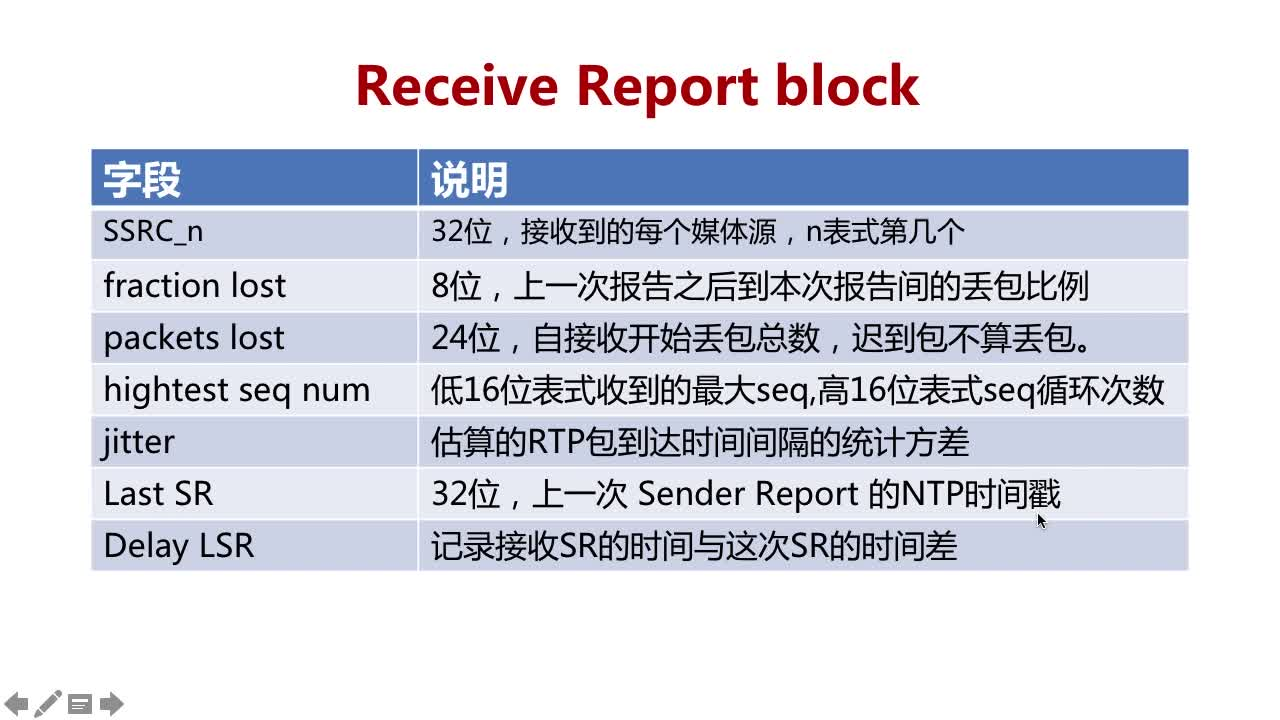 Receive Report block
字段 说明
SSRC_n 32位，接收到的每个媒体源，n表式第几个
fraction lost 8位，上一次报告之后到本次报告间的丢包比例
packets lost 24位，自接收开始丢包总数，迟到包不算丢包。
hightest seq num 低16位表式收到的最大seq,高16位表式seq循环次数
jitter 估算的RTP包到达时间间隔的统计方差
Last SR 32位，上一次 Sender Report 的NTP时间戳
Delay LSR 记录接收SR的时间与这次SR的时间差